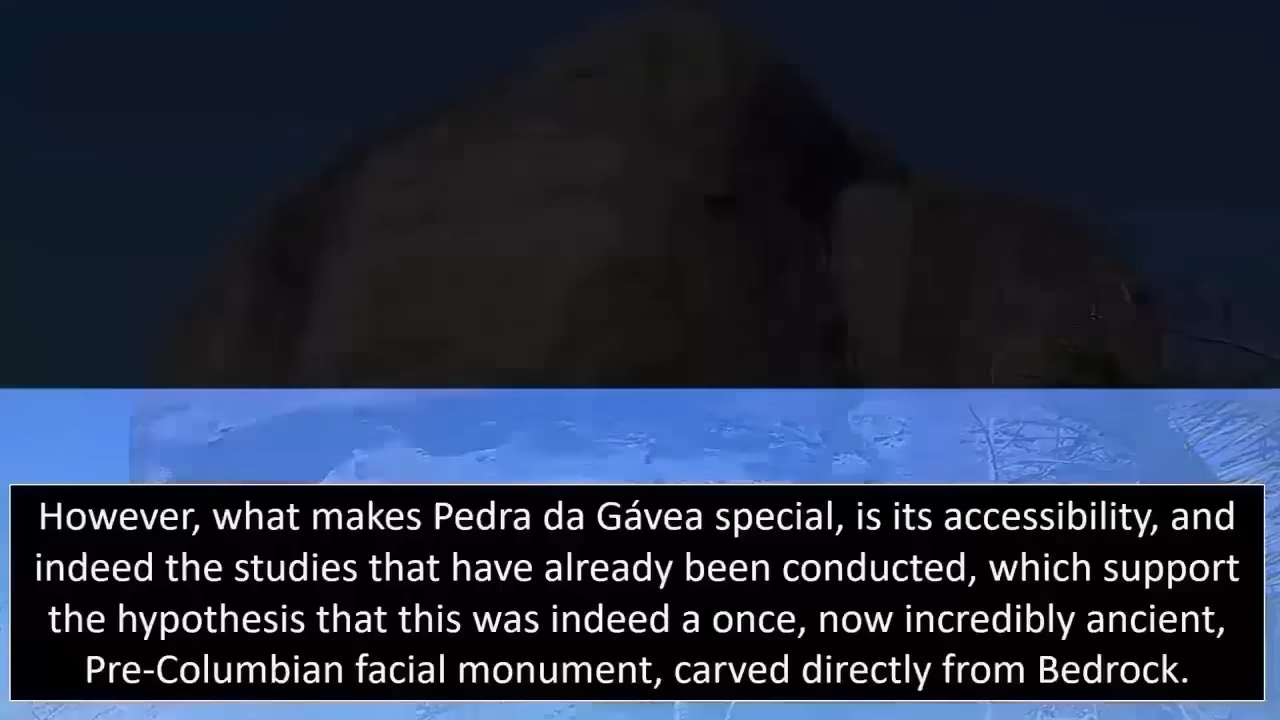 However, what makes Pedra da Gávea special, is its accessibility, and
indeed the studies that have already been conducted, which support
the hypothesis that this was indeed a once, now incredibly ancient,
Pre-Columbian facial monument, carved directly from Bedrock.